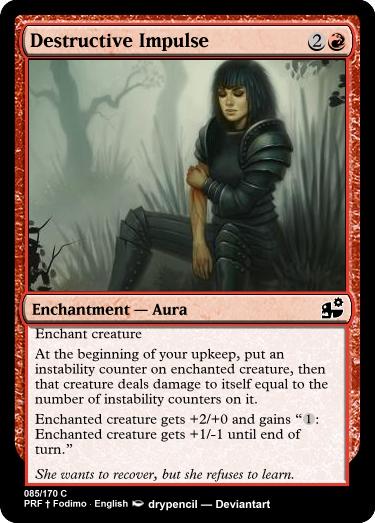 Destructive Impulse 2
Enchantment — Aura
Enchant creature
At the beginning of your upkeep, put an
instability counter on enchanted creature, then
that creature deals damage to itself equal to the
number of instability counters on it.
Enchanted creature gets +2/+0 and gains “1:
Enchanted creature gets +1/-1 until end of
turn.”
She wants to recover, but she refuses to learn.
085/170 C
PRF † Fodimo · English drypencil — Deviantart